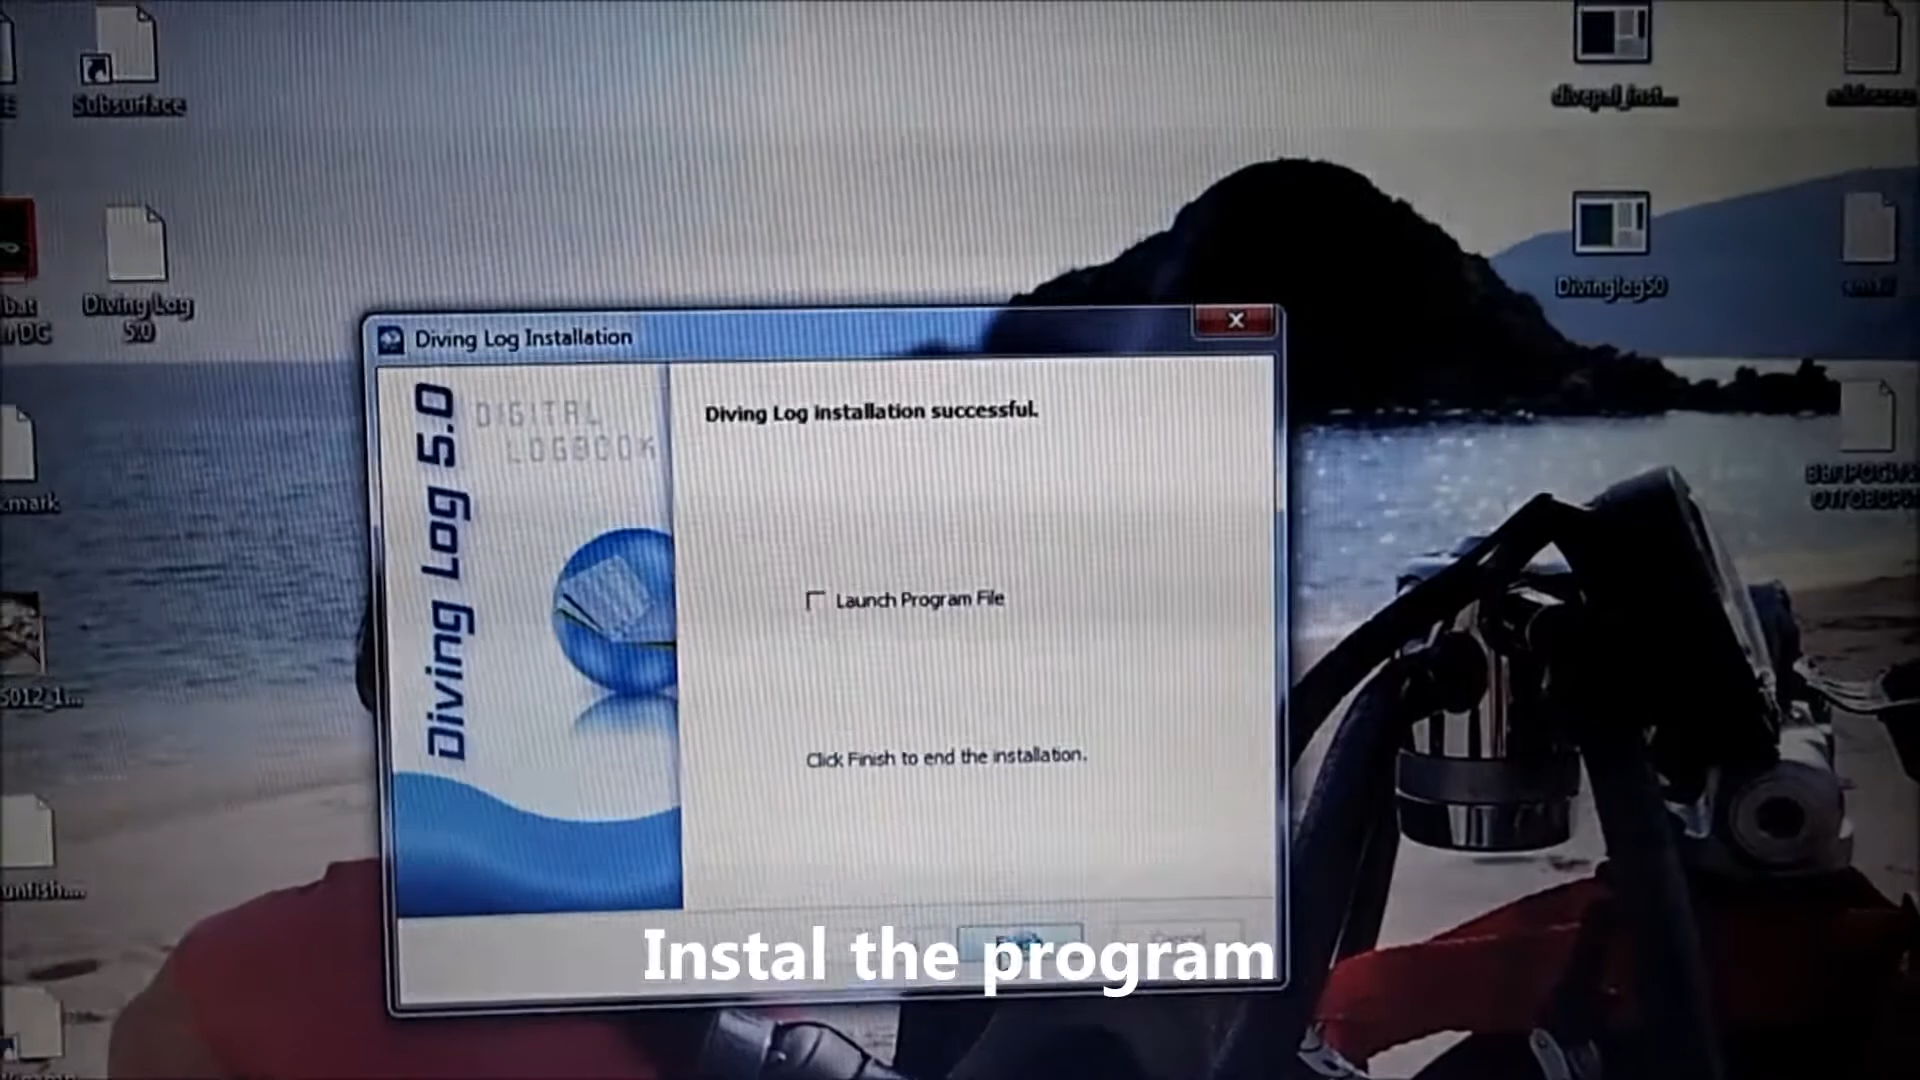 Subsurface
divepal_inst...
Diving Log
5.0
Divinglog50
Diving Log Installation
Diving Log 5.0
DIGITAL
LOGBOOK
Diving Log installation successful.
Launch Program File
Click Finish to end the installation.
Cancel
Instal the program